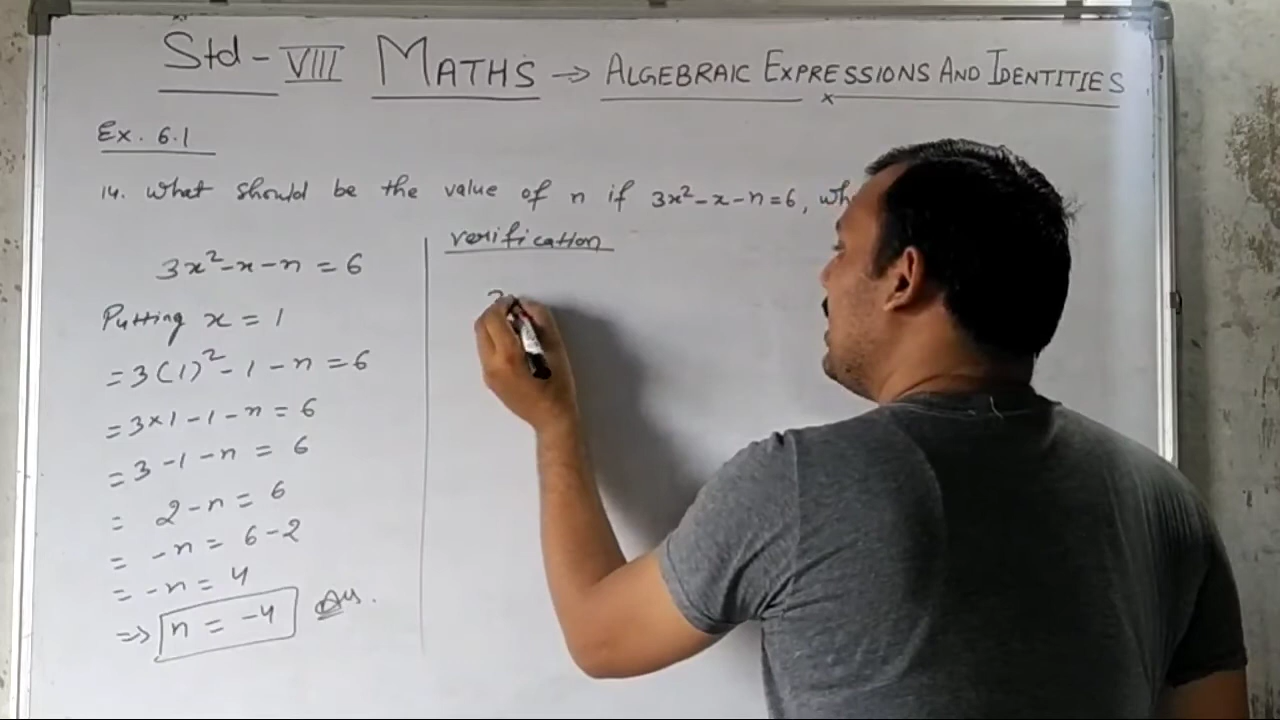 Std - VIII MATHS → ALGEBRAIC EXPRESSIONS AND IDENTITIES
Ex. 6.1
14. What should be the value of n if 3x² - x - n = 6,
3x² - x - n = 6
Putting x = 1
= 3(1)² - 1 - n = 6
= 3×1 - 1 - n = 6
= 3 - 1 - n = 6
= 2 - n = 6
= - n = 6 - 2
= - n = 4
⇒ n = -4 Ans.
verification